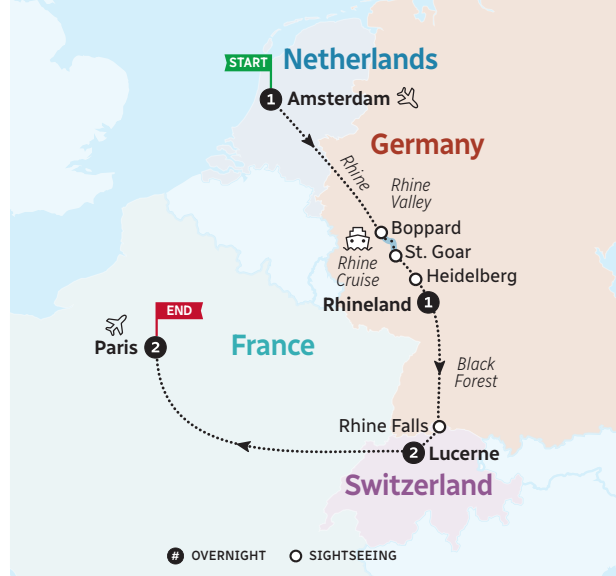 Netherlands
START
1 Amsterdam
Germany
Rhine
Rhine
Valley
Boppard
St. Goar
Rhine
Cruise
Heidelberg
Rhineland 1
END
Paris 2
France
Black
Forest
Rhine Falls
2 Lucerne
Switzerland
# OVERNIGHT
SIGHTSEEING